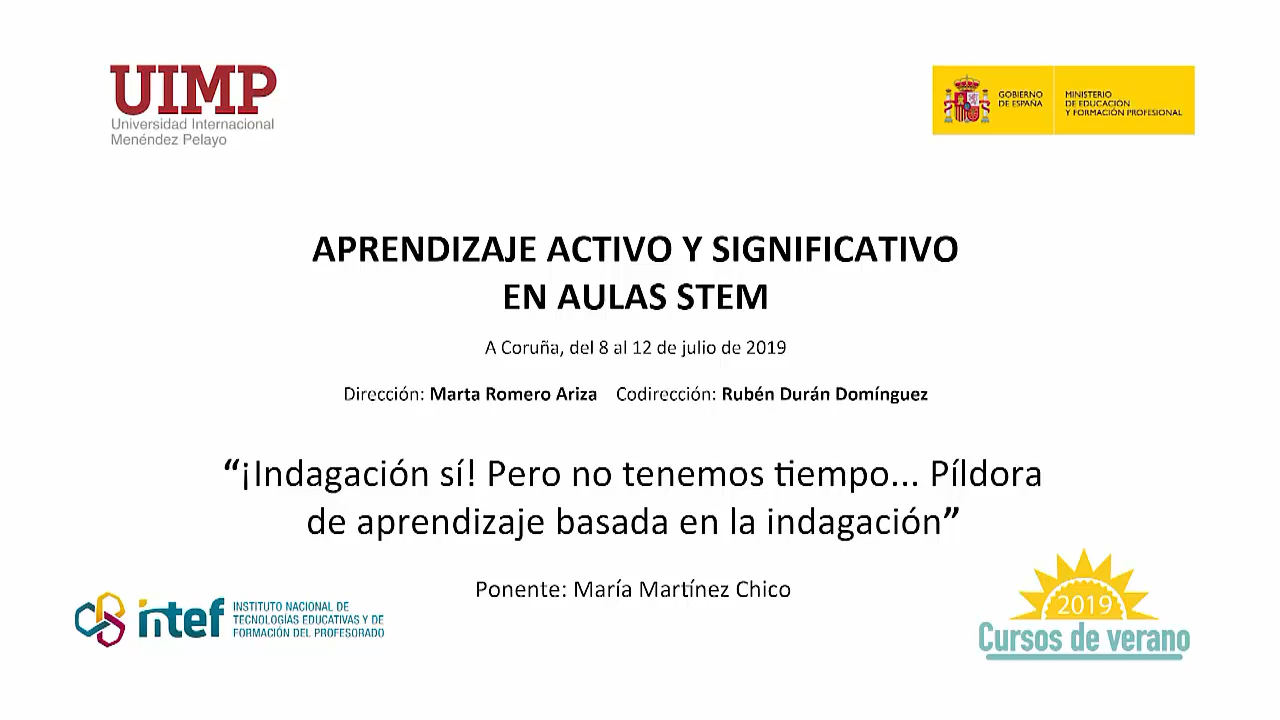 UIMP
Universidad Internacional
Menéndez Pelayo
GOBIERNO
DE ESPAÑA
MINISTERIO
DE EDUCACIÓN
Y FORMACIÓN PROFESIONAL
APRENDIZAJE ACTIVO Y SIGNIFICATIVO
EN AULAS STEM
A Coruña, del 8 al 12 de julio de 2019
Dirección: Marta Romero Ariza Codirección: Rubén Durán Domínguez
“¡Indagación sí! Pero no tenemos tiempo... Píldora
de aprendizaje basada en la indagación”
Ponente: María Martínez Chico
intef
INSTITUTO NACIONAL DE
TECNOLOGÍAS EDUCATIVAS Y DE
FORMACIÓN DEL PROFESORADO
2019
Cursos de verano